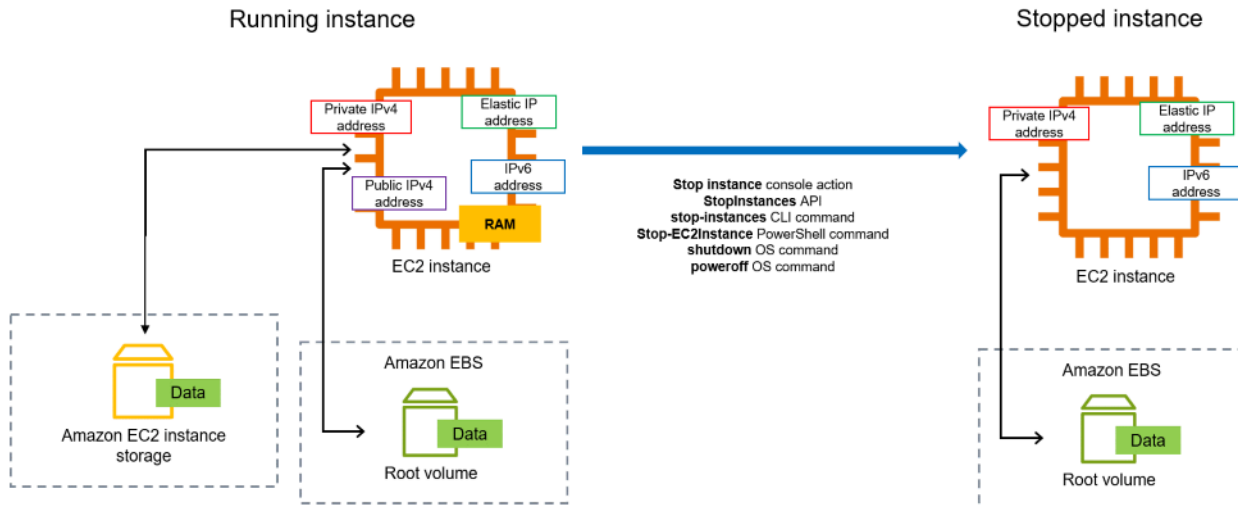 Running instance
Stopped instance
Private IPv4
address
Elastic IP
address
Public IPv4
address
IPv6
address
RAM
EC2 instance
Stop instance console action
StopInstances API
stop-instances CLI command
Stop-EC2Instance PowerShell command
shutdown OS command
poweroff OS command
Private IPv4
address
Elastic IP
address
IPv6
address
EC2 instance
Data
Amazon EC2 instance
storage
Amazon EBS
Data
Root volume
Amazon EBS
Data
Root volume